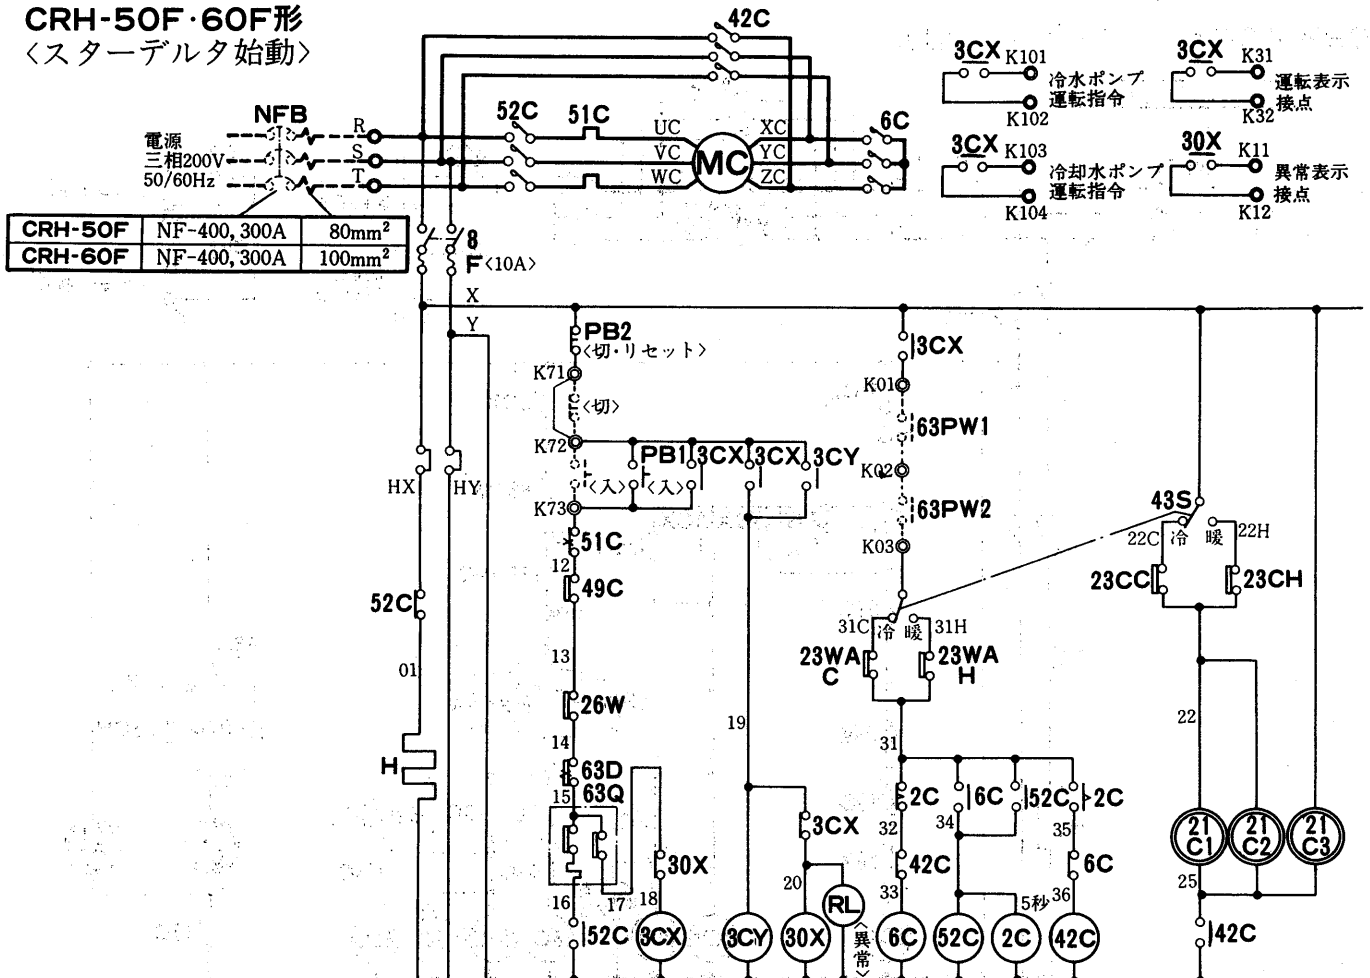 CRH-50F・60F形
〈スターデルタ始動〉
42C
3CX K101
冷水ポンプ
運転指令
K102
3CX K31
運転表示
接点
K32
NFB
52C
51C
6C
電源
三相200V
50/60Hz
R
S
T
UC
VC
WC
MC
XC
YC
ZC
3CX K103
冷却水ポンプ
運転指令
K104
30X K11
異常表示
接点
K12
CRH-50F NF-400, 300A 80mm²
CRH-60F NF-400, 300A 100mm²
8
F〈10A〉
X
Y
PB2
〈切・リセット〉
K71
〈切〉
K72
PB1 3CX 3CX 3CY
〈入〉 〈入〉
K73
HX HY
51C
12
49C
52C
01
13
26W
14
H
63D
15 63Q
30X
16 17 18
52C
3CX
19
3CX
20
RL
〈異常〉
3CY
30X
3CX
K01
63PW1
K02
63PW2
K03
31C 冷 暖 31H
23WA
C
23WA
H
31
2C 6C 52C 2C
32 34 35
42C 6C
33 5秒 36
6C 52C 2C 42C
43S
22C 冷 暖 22H
23CC 23CH
22
21
C1
21
C2
21
C3
25
42C